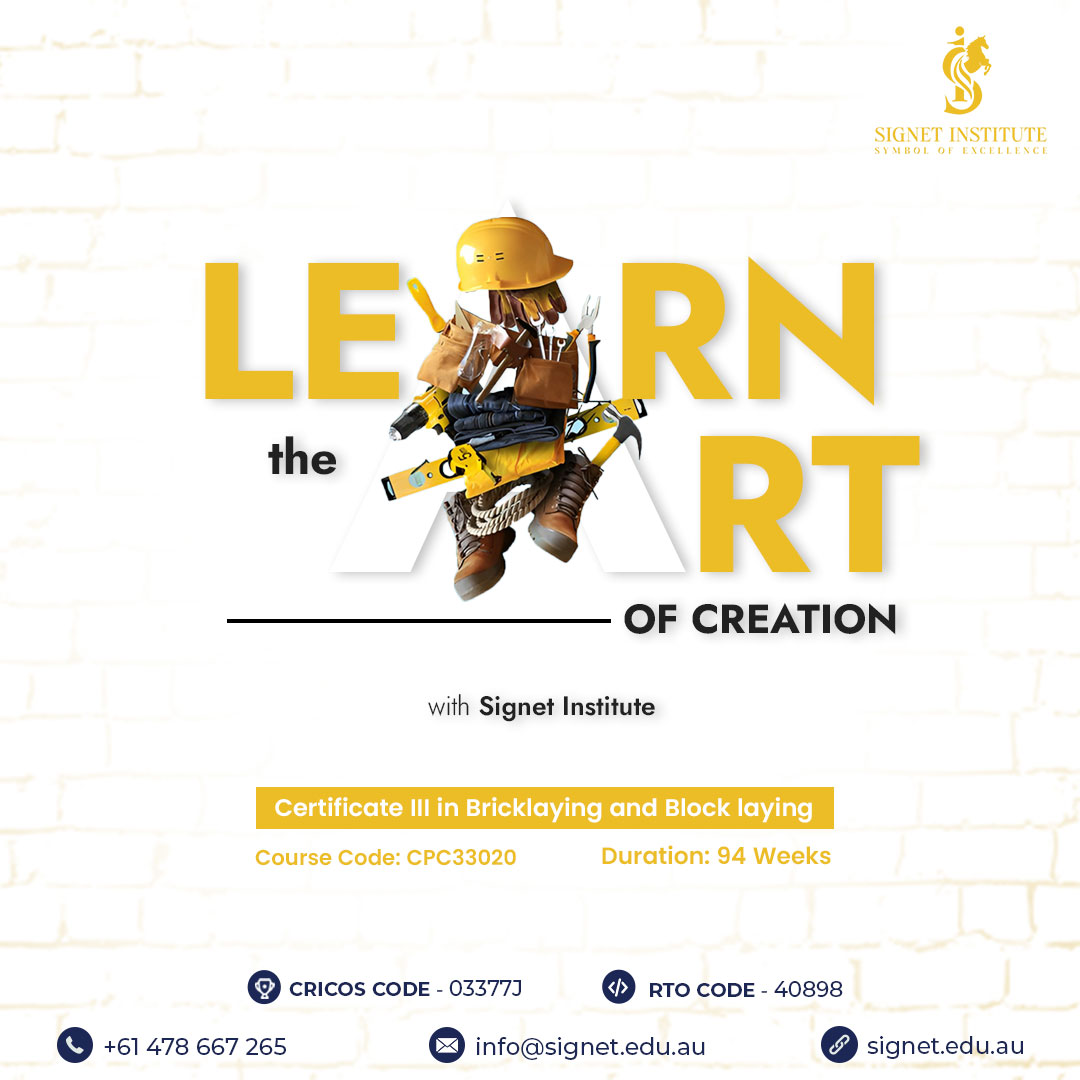 SIGNET INSTITUTE
SYMBOL OF EXCELLENCE
LEARN
the ART
OF CREATION
with Signet Institute
Certificate III in Bricklaying and Block laying
Course Code: CPC33020 Duration: 94 Weeks
CRICOS CODE - 03377J RTO CODE - 40898
+61 478 667 265 info@signet.edu.au signet.edu.au